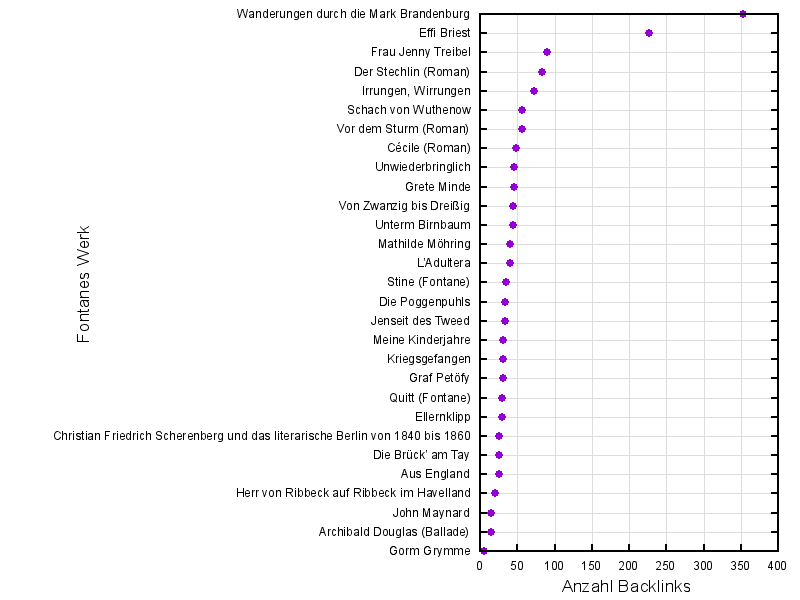 Wanderungen durch die Mark Brandenburg
Effi Briest
Frau Jenny Treibel
Der Stechlin (Roman)
Irrungen, Wirrungen
Schach von Wuthenow
Vor dem Sturm (Roman)
Cécile (Roman)
Unwiederbringlich
Grete Minde
Von Zwanzig bis Dreißig
Unterm Birnbaum
Mathilde Möhring
L'Adultera
Stine (Fontane)
Die Poggenpuhls
Jenseit des Tweed
Meine Kinderjahre
Kriegsgefangen
Graf Petöfy
Quitt (Fontane)
Ellernklipp
Christian Friedrich Scherenberg und das literarische Berlin von 1840 bis 1860
Die Brück' am Tay
Aus England
Herr von Ribbeck auf Ribbeck im Havelland
John Maynard
Archibald Douglas (Ballade)
Gorm Grymme
Fontanes Werk
0 50 100 150 200 250 300 350 400
Anzahl Backlinks